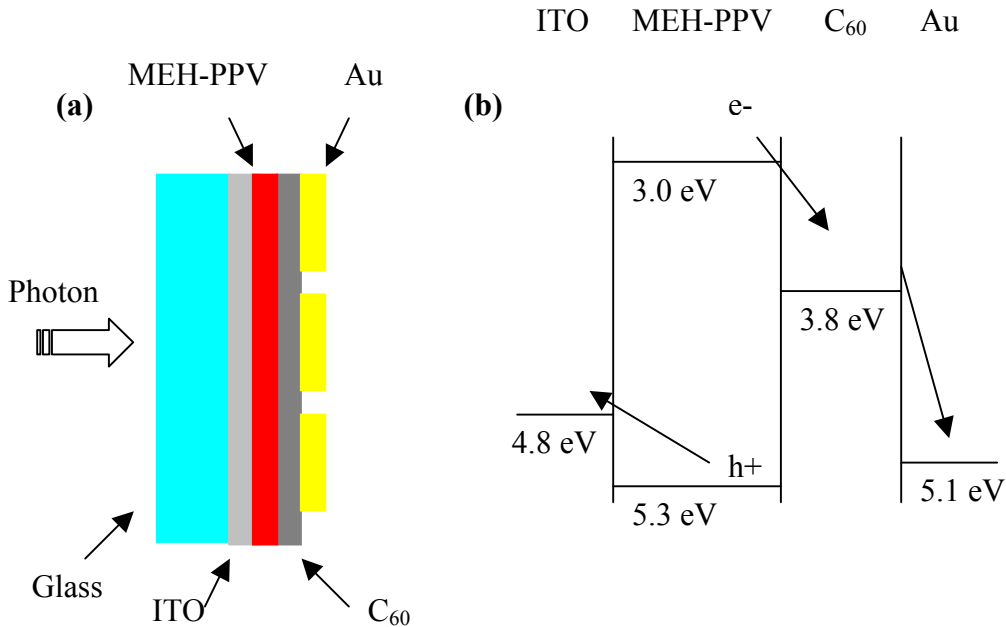 ITO MEH-PPV C₆₀ Au
MEH-PPV Au
(a)
Photon
Glass
ITO
C₆₀
(b)
e-
3.0 eV
3.8 eV
4.8 eV
h+
5.3 eV
5.1 eV